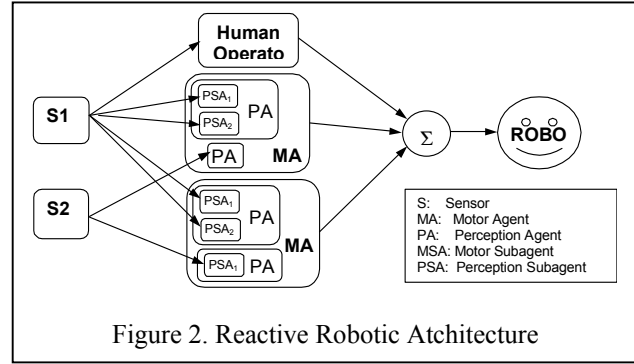 Human
Operato
S1
PSA₁
PSA₂
PA
PA
MA
S2
PSA₁
PSA₂
PA
MA
PSA₁
PA
Σ
ROBO
S: Sensor
MA: Motor Agent
PA: Perception Agent
MSA: Motor Subagent
PSA: Perception Subagent
Figure 2. Reactive Robotic Atchitecture